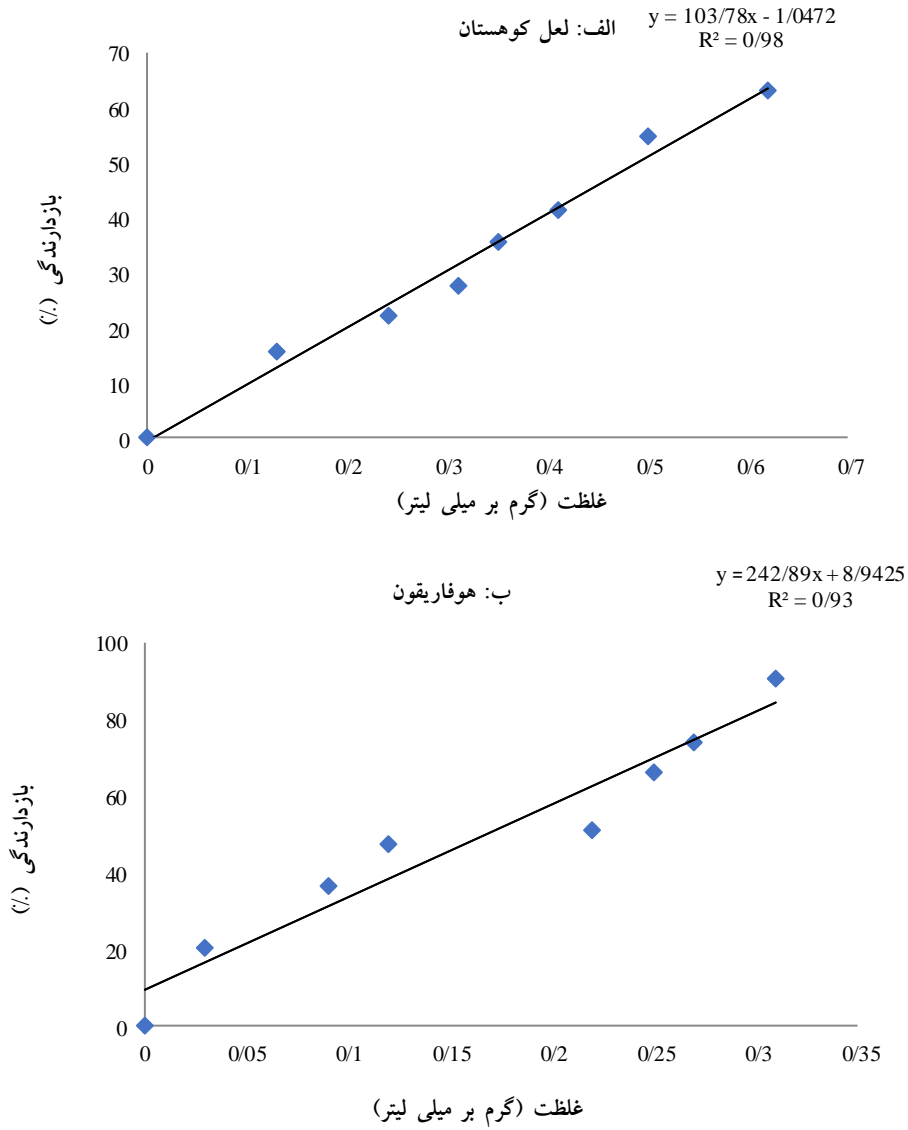 الف: لعل کوهستان
y = 103/78x - 1/0472
R² = 0/98
70
60
50
40
30
20
10
0
بازدارندگی (٪)
0 0/1 0/2 0/3 0/4 0/5 0/6 0/7
غلظت (گرم بر میلی لیتر)
ب: هوفاریقون
y = 242/89x + 8/9425
R² = 0/93
100
80
60
40
20
0
بازدارندگی (٪)
0 0/05 0/1 0/15 0/2 0/25 0/3 0/35
غلظت (گرم بر میلی لیتر)